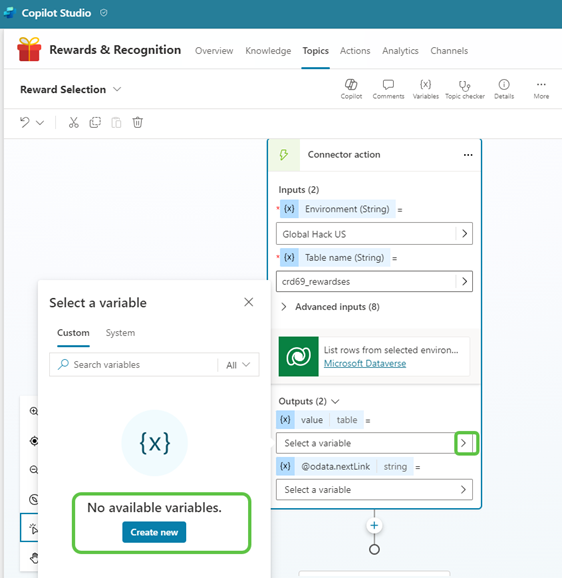 Copilot Studio
Rewards & Recognition
Overview
Knowledge
Topics
Actions
Analytics
Channels
Reward Selection
Copilot
Comments
{x}
Variables
Topic checker
Details
More
Connector action
Inputs (2)
* {x} Environment (String) =
Global Hack US
* {x} Table name (String) =
crd69_rewardses
Advanced inputs (8)
List rows from selected environ...
Microsoft Dataverse
Outputs (2)
{x} value table =
Select a variable
{x} @odata.nextLink string =
Select a variable
Select a variable
Custom
System
Search variables
All
{x}
No available variables.
Create new